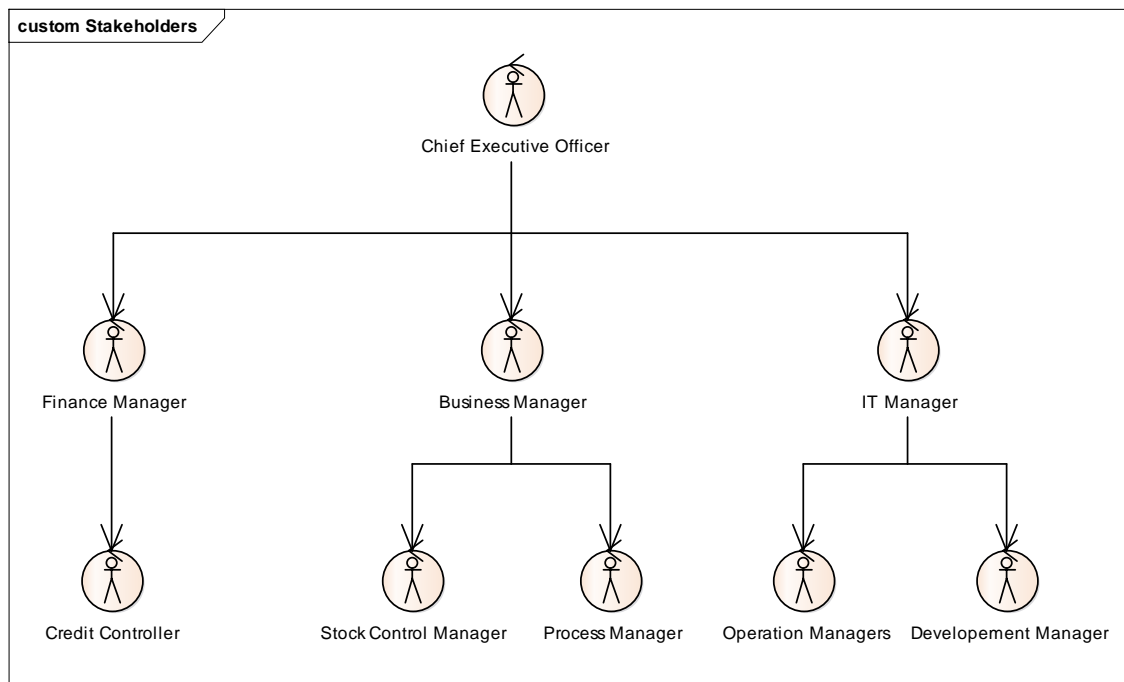 custom Stakeholders
Chief Executive Officer
Finance Manager
Business Manager
IT Manager
Credit Controller
Stock Control Manager
Process Manager
Operation Managers
Developement Manager